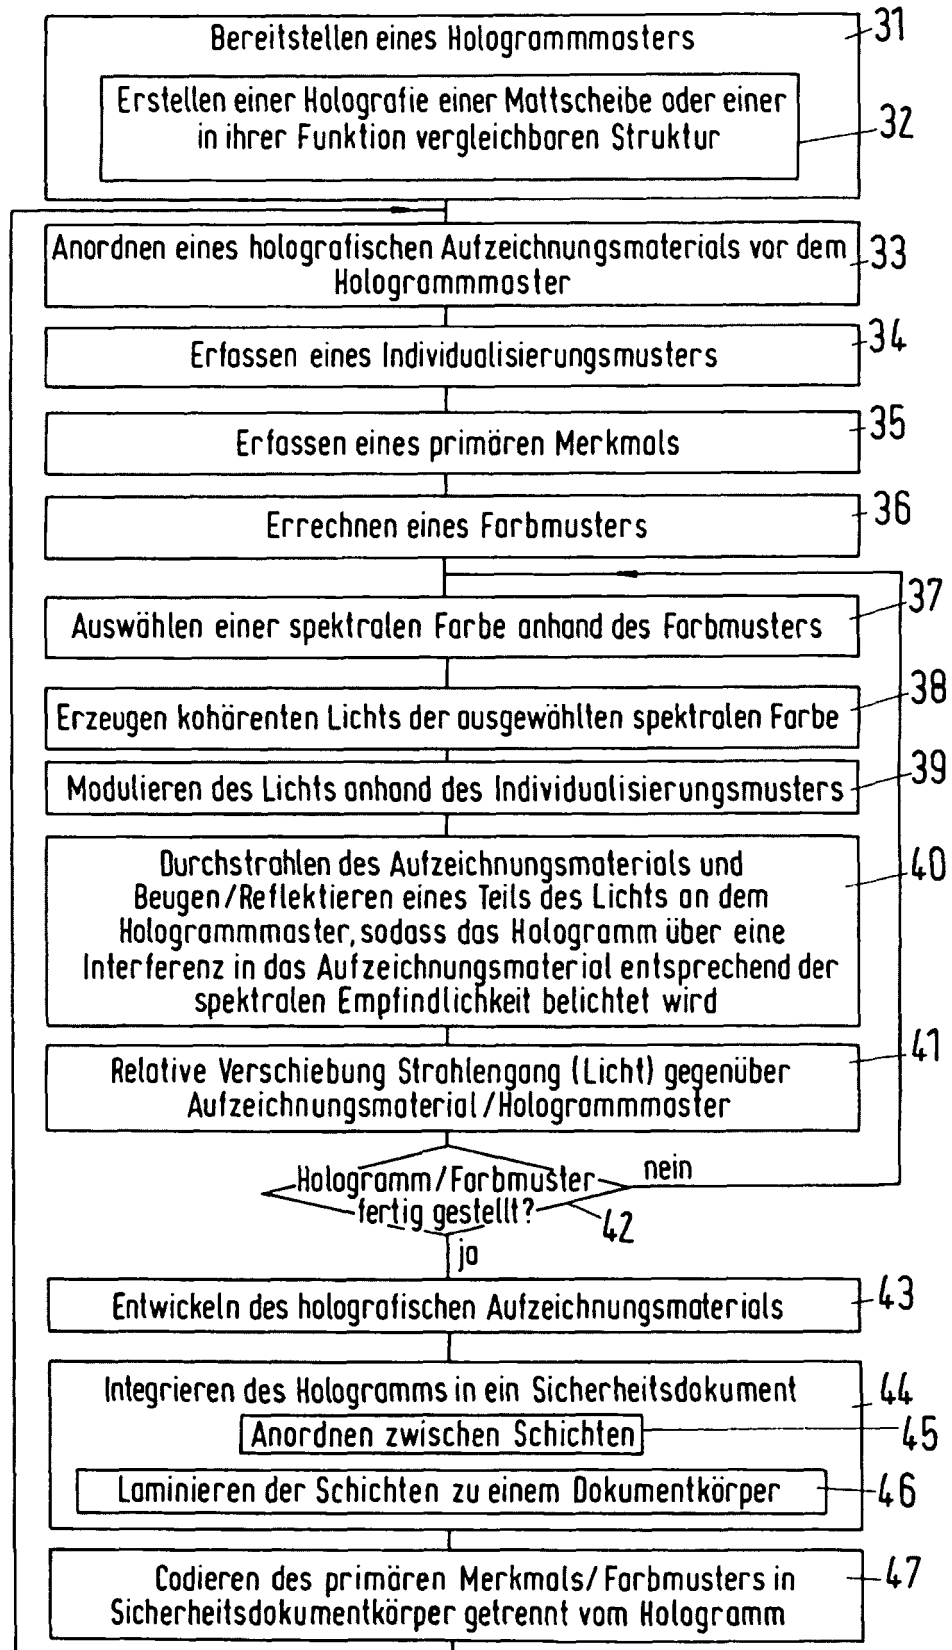 Bereitstellen eines Hologrammmasters
31
Erstellen einer Holografie einer Mattscheibe oder einer
in ihrer Funktion vergleichbaren Struktur
32
Anordnen eines holografischen Aufzeichnungsmaterials vor dem
Hologrammmaster
33
Erfassen eines Individualisierungsmusters
34
Erfassen eines primären Merkmals
35
Errechnen eines Farbmusters
36
Auswählen einer spektralen Farbe anhand des Farbmusters
37
Erzeugen kohärenten Lichts der ausgewählten spektralen Farbe
38
Modulieren des Lichts anhand des Individualisierungsmusters
39
Durchstrahlen des Aufzeichnungsmaterials und
Beugen/Reflektieren eines Teils des Lichts an dem
Hologrammmaster, sodass das Hologramm über eine
Interferenz in das Aufzeichnungsmaterial entsprechend der
spektralen Empfindlichkeit belichtet wird
40
Relative Verschiebung Strahlengang (Licht) gegenüber
Aufzeichnungsmaterial/Hologrammmaster
41
Hologramm/Farbmuster
fertig gestellt?
nein
42
ja
Entwickeln des holografischen Aufzeichnungsmaterials
43
Integrieren des Hologramms in ein Sicherheitsdokument
44
Anordnen zwischen Schichten
45
Laminieren der Schichten zu einem Dokumentkörper
46
Codieren des primären Merkmals/Farbmusters in
Sicherheitsdokumentkörper getrennt vom Hologramm
47